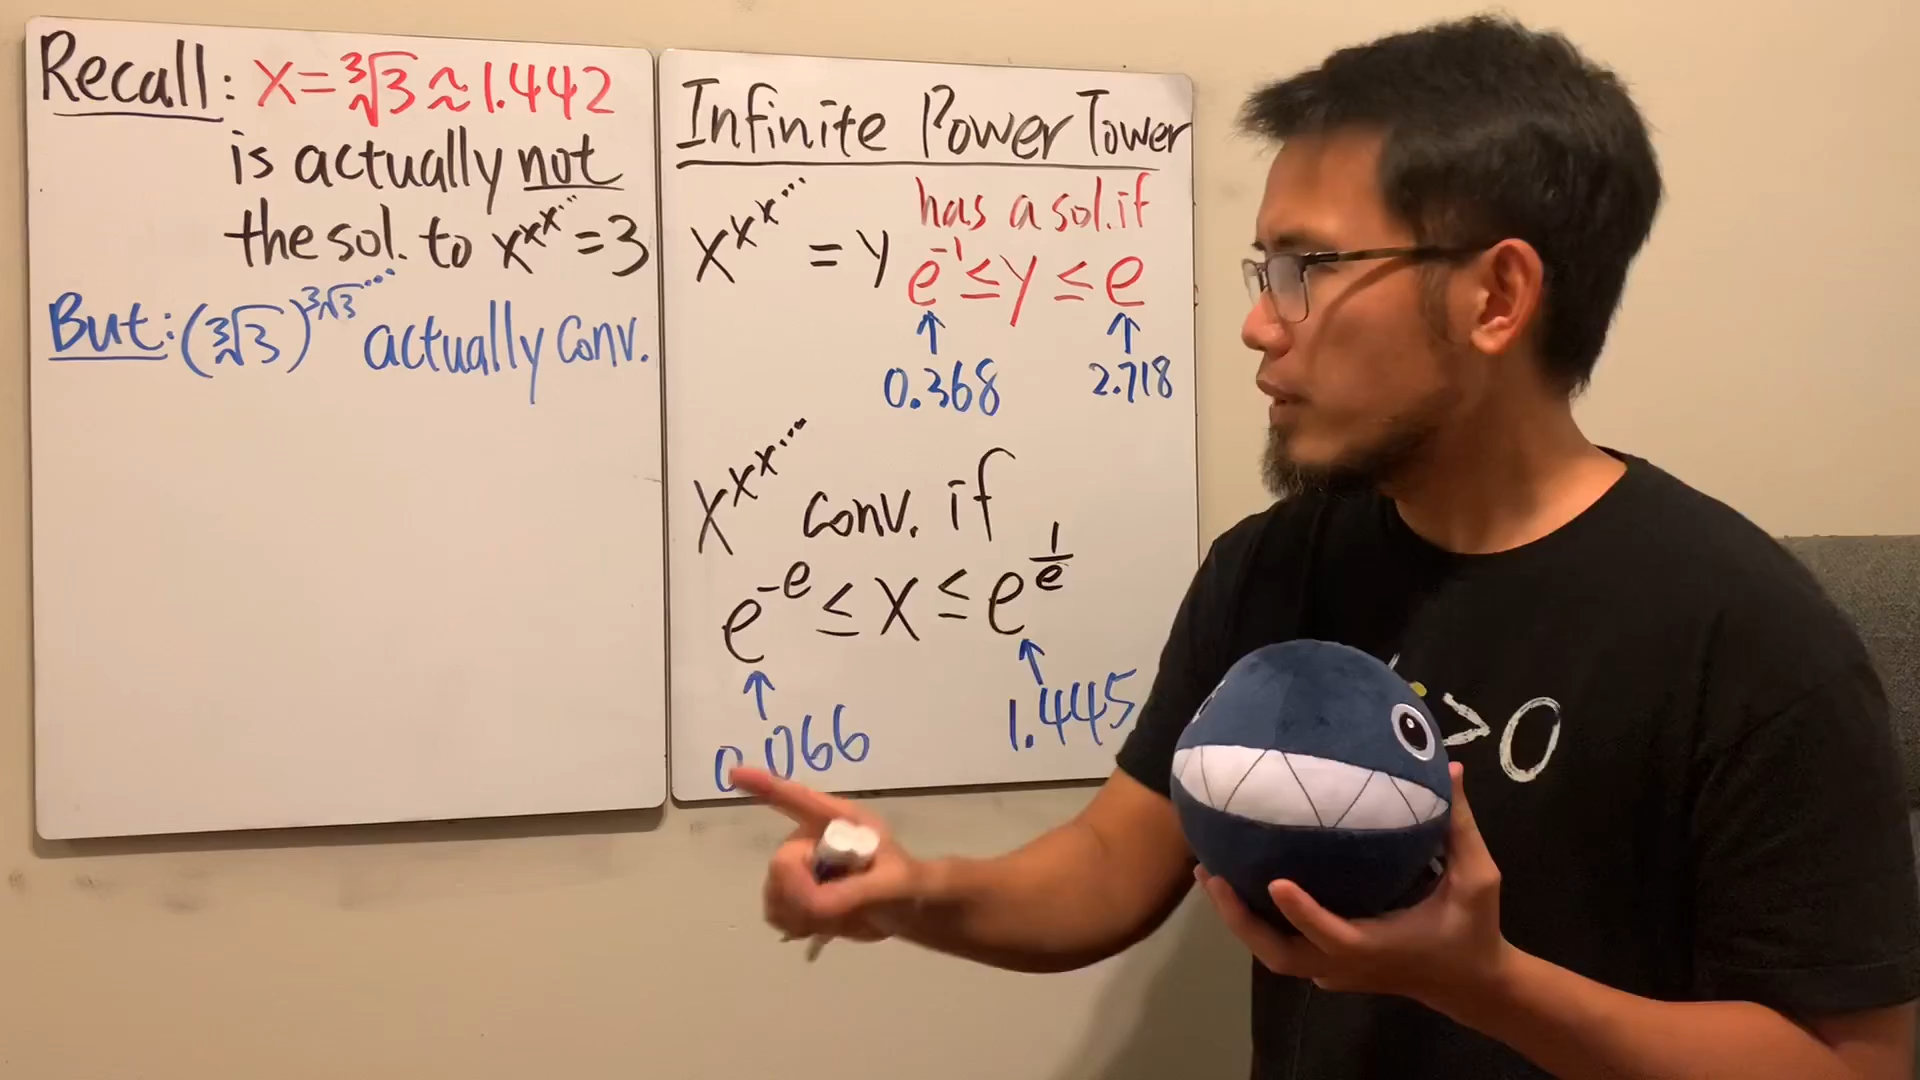 Recall: x = ∛3 ≈ 1.442
is actually not
the sol. to x^x^x^⋰ = 3
But: (∛3)^∛3^⋰ actually conv.
Infinite Power Tower
x^x^x^⋰ = y has a sol. if
e^-1 ≤ y ≤ e
↑ ↑
0.368 2.718
x^x^x^⋰ conv. if
e^-e ≤ x ≤ e^(1/e)
↑ ↑
0.066 1.445
>0